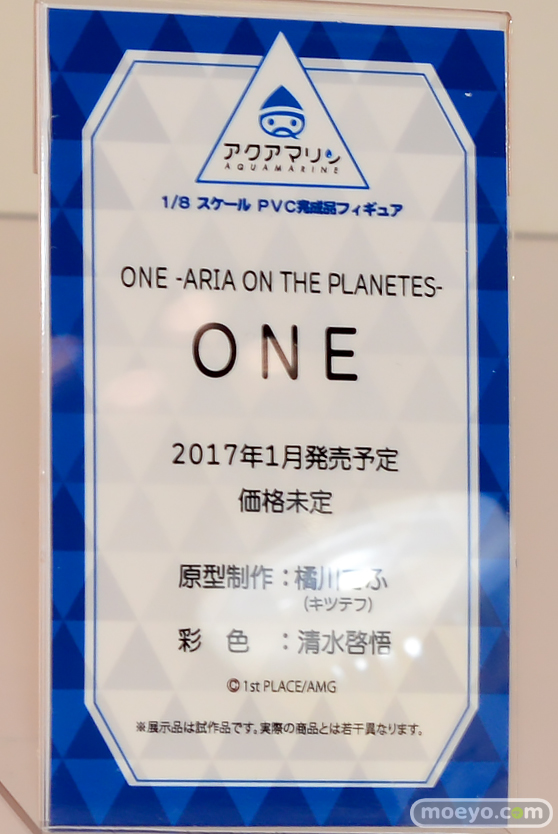 アクアマリン
AQUAMARINE
1/8 スケール PVC完成品フィギュア
ONE -ARIA ON THE PLANETES-
ONE
2017年1月発売予定
価格未定
原型制作：橘川てふ
(キツテフ)
彩　色　：清水啓悟
© 1st PLACE/AMG
※展示品は試作品です。実際の商品とは若干異なります。
moeyo.com